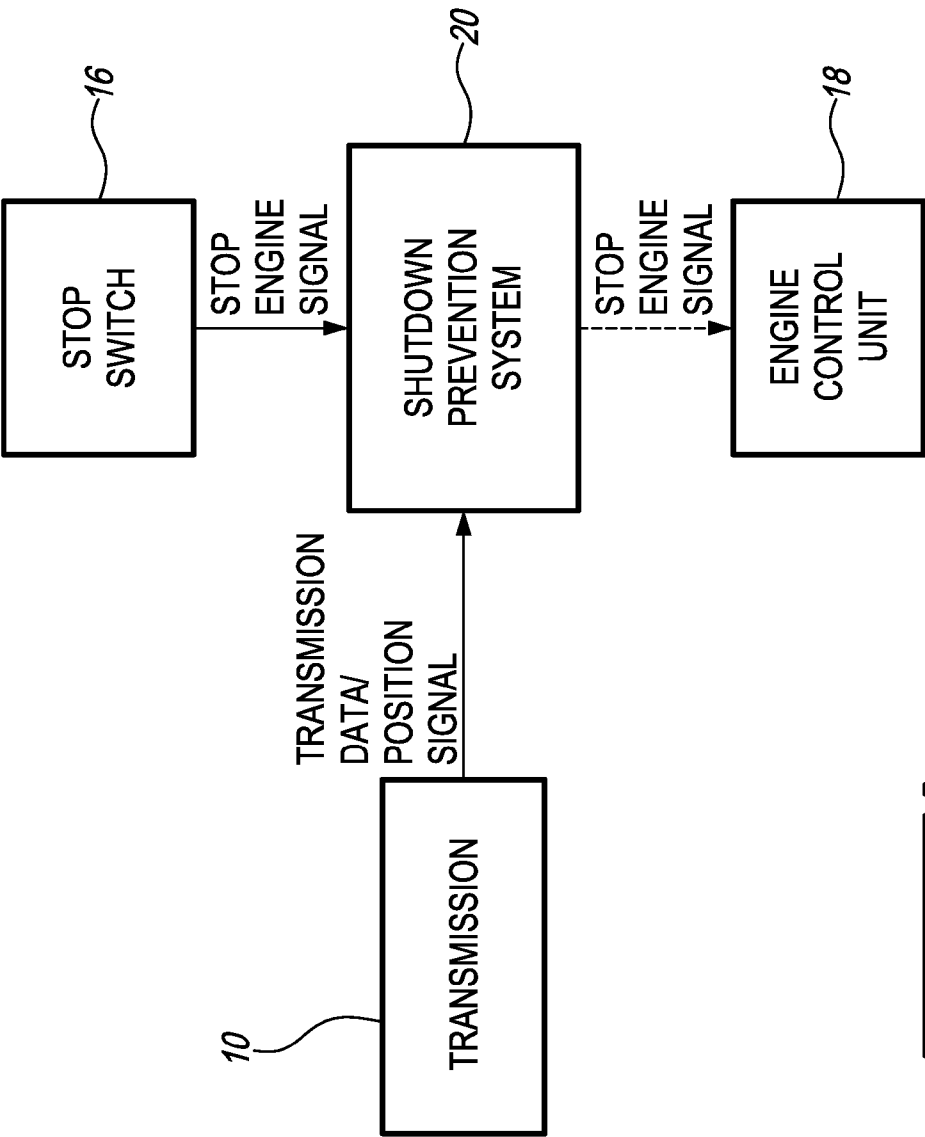 16
STOP
SWITCH
STOP
ENGINE
SIGNAL
20
SHUTDOWN
PREVENTION
SYSTEM
STOP
ENGINE
SIGNAL
18
ENGINE
CONTROL
UNIT
TRANSMISSION
DATA/
POSITION
SIGNAL
10
TRANSMISSION